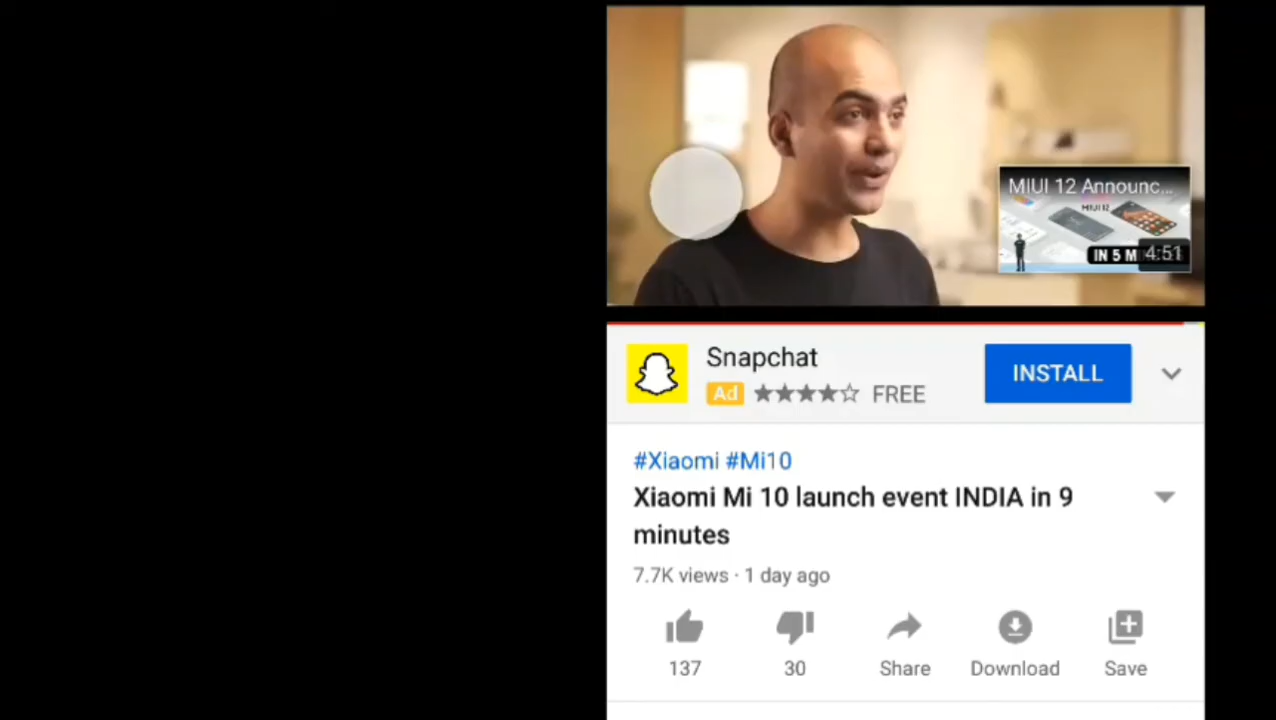 MIUI 12 Announc...
MIUI 12
IN 5 M
4:51
Snapchat
INSTALL
Ad
FREE
#Xiaomi #Mi10
Xiaomi Mi 10 launch event INDIA in 9
minutes
7.7K views · 1 day ago
137
30
Share
Download
Save